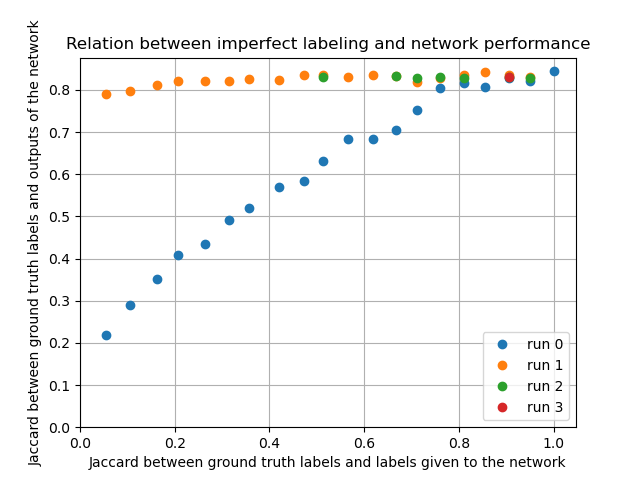 Relation between imperfect labeling and network performance
Jaccard between ground truth labels and outputs of the network
0.8
0.7
0.6
0.5
0.4
0.3
0.2
0.1
0.0
run 0
run 1
run 2
run 3
0.0 0.2 0.4 0.6 0.8 1.0
Jaccard between ground truth labels and labels given to the network